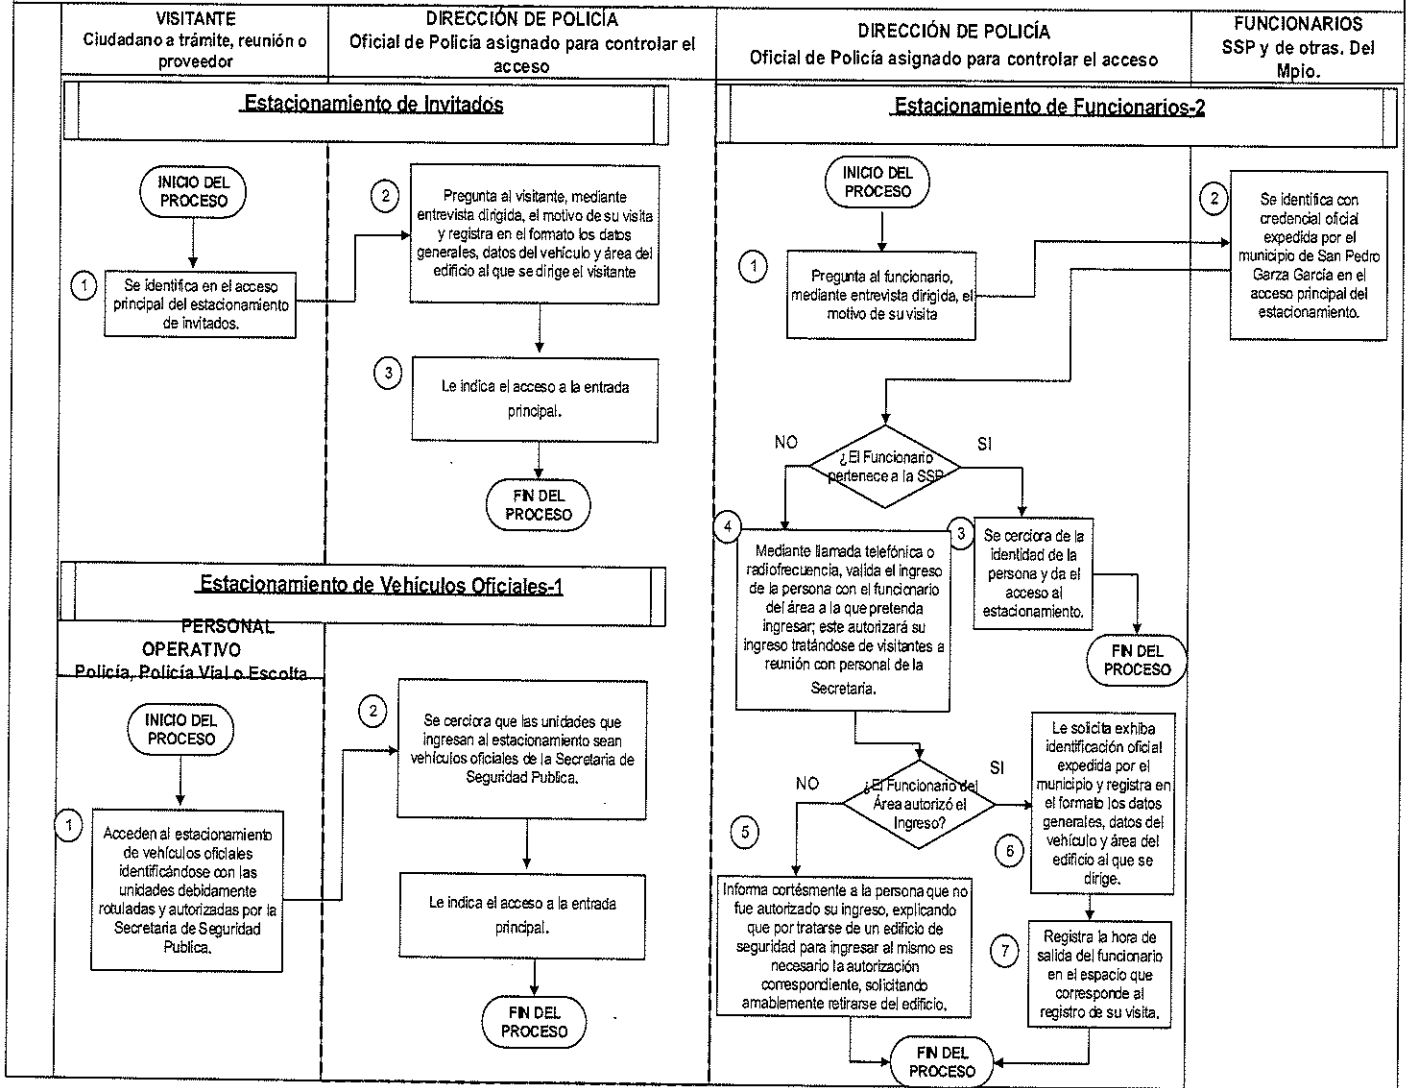 VISITANTE
Ciudadano a trámite, reunión o
proveedor
DIRECCIÓN DE POLICÍA
Oficial de Policía asignado para controlar el
acceso
DIRECCIÓN DE POLICÍA
Oficial de Policía asignado para controlar el acceso
FUNCIONARIOS
SSP y de otras. Del
Mpio.
Estacionamiento de Invitados
INICIO DEL
PROCESO
1
Se identifica en el acceso
principal del estacionamiento
de invitados.
2
Pregunta al visitante, mediante
entrevista dirigida, el motivo de su visita
y registra en el formato los datos
generales, datos del vehículo y área del
edificio al que se dirige el visitante
3
Le indica el acceso a la entrada
principal.
FIN DEL
PROCESO
Estacionamiento de Vehículos Oficiales-1
PERSONAL
OPERATIVO
Policía, Policía Vial o Escolta
INICIO DEL
PROCESO
1
Acceden al estacionamiento
de vehículos oficiales
identificándose con las
unidades debidamente
rotuladas y autorizadas por la
Secretaria de Seguridad
Publica.
2
Se cerciora que las unidades que
ingresan al estacionamiento sean
vehículos oficiales de la Secretaria de
Seguridad Publica.
Le indica el acceso a la entrada
principal.
FIN DEL
PROCESO
Estacionamiento de Funcionarios-2
INICIO DEL
PROCESO
1
Pregunta al funcionario,
mediante entrevista dirigida, el
motivo de su visita
2
Se identifica con
credencial oficial
expedida por el
municipio de San Pedro
Garza García en el
acceso principal del
estacionamiento.
NO
SI
¿El Funcionario
pertenece a la SSP
4
Mediante llamada telefónica o
radiofrecuencia, valida el ingreso
de la persona con el funcionario
del área a la que pretenda
ingresar; este autorizará su
ingreso tratándose de visitantes a
reunión con personal de la
Secretaria.
3
Se cerciora de la
identidad de la
persona y da el
acceso al
estacionamiento.
FIN DEL
PROCESO
NO
SI
¿El Funcionario del
Área autorizó el
Ingreso?
5
Informa cortésmente a la persona que no
fue autorizado su ingreso, explicando
que por tratarse de un edificio de
seguridad para ingresar al mismo es
necesario la autorización
correspondiente, solicitando
amablemente retirarse del edificio.
6
Le solicita exhiba
identificación oficial
expedida por el
municipio y registra en
el formato los datos
generales, datos del
vehículo y área del
edificio al que se
dirige.
7
Registra la hora de
salida del funcionario
en el espacio que
corresponde al
registro de su visita.
FIN DEL
PROCESO